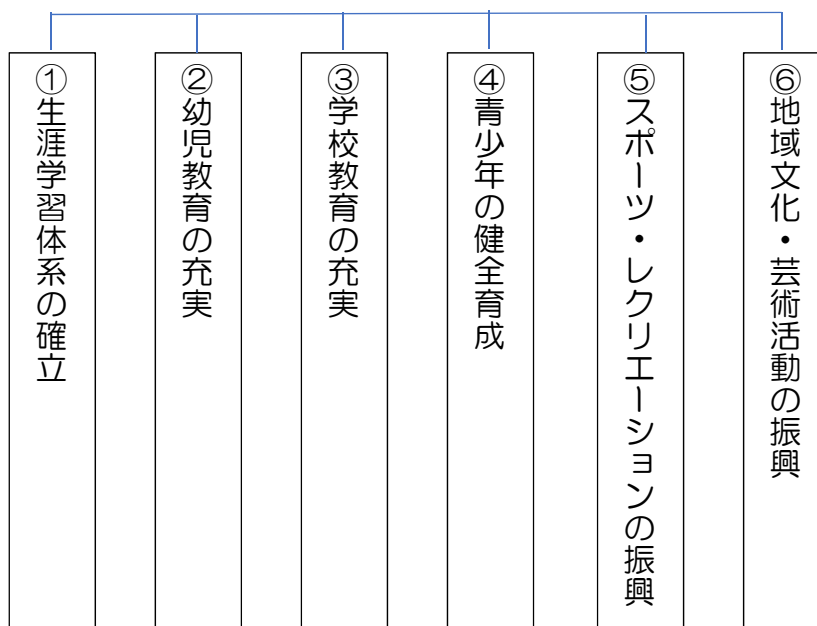 ①生涯学習体系の確立
②幼児教育の充実
③学校教育の充実
④青少年の健全育成
⑤スポーツ・レクリエーションの振興
⑥地域文化・芸術活動の振興